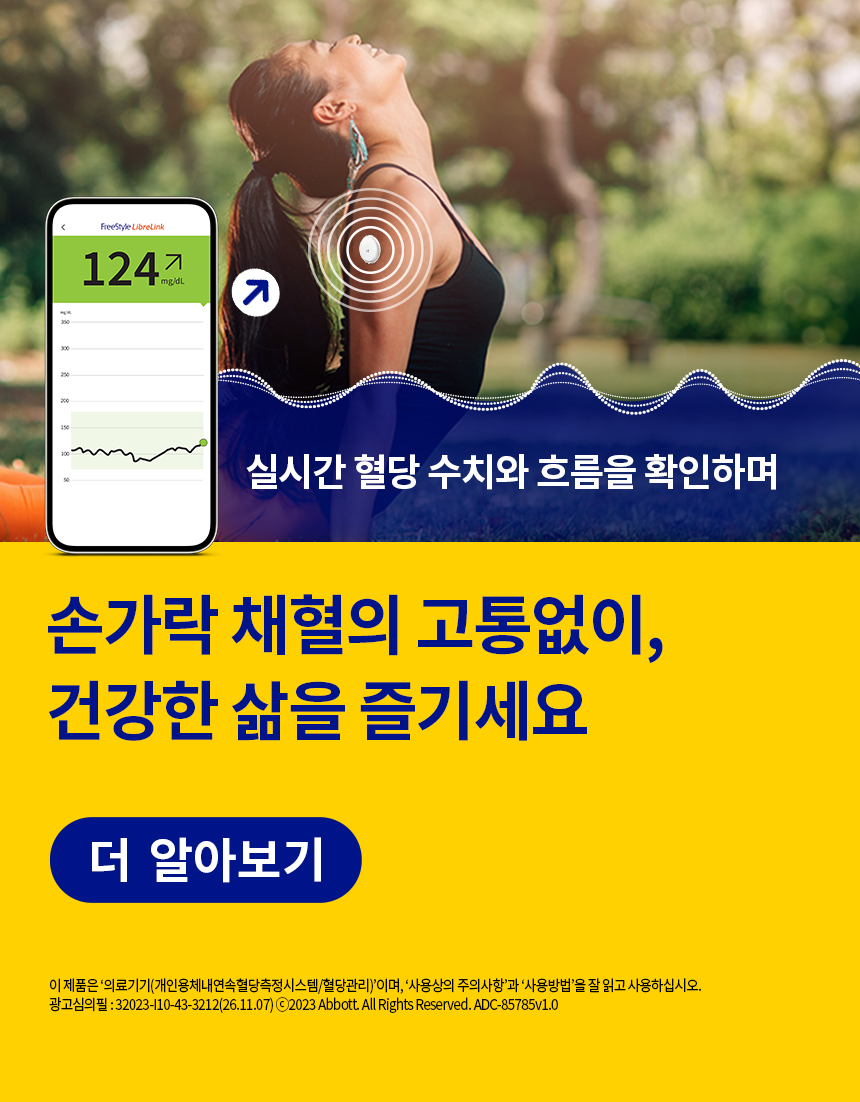 FreeStyle LibreLink
124
mg/dL
mg/dL
350
300
250
200
150
100
50
실시간 혈당 수치와 흐름을 확인하며
손가락 채혈의 고통없이,
건강한 삶을 즐기세요
더 알아보기
이 제품은 ‘의료기기(개인용체내연속혈당측정시스템/혈당관리)’이며, ‘사용상의 주의사항’과 ‘사용방법’을 잘 읽고 사용하십시오.
광고심의필 : 32023-I10-43-3212(26.11.07) ⓒ2023 Abbott. All Rights Reserved. ADC-85785v1.0